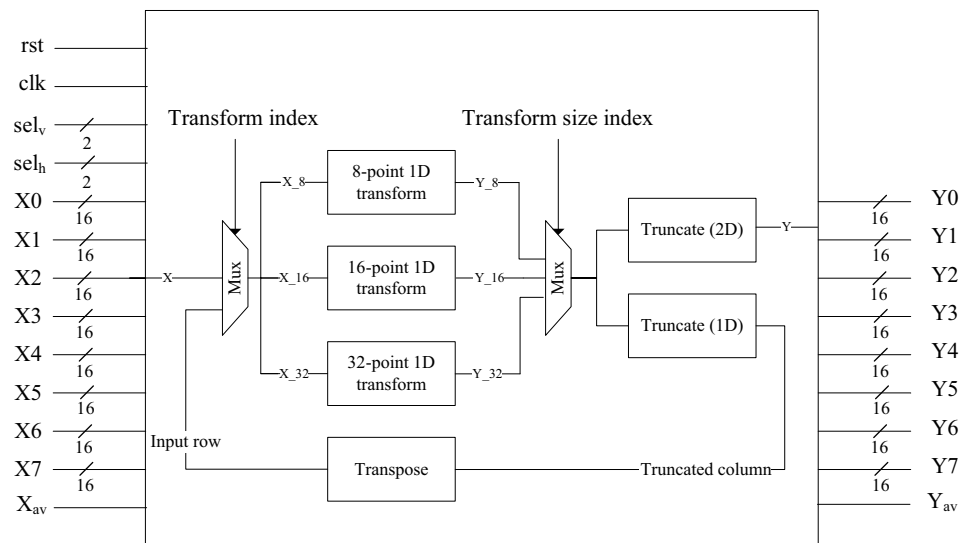 rst
clk
selv
2
selh
2
X0
16
X1
16
X2
16
X3
16
X4
16
X5
16
X6
16
X7
16
Xav
Transform index
Transform size index
X
Mux
X_8
X_16
X_32
8-point 1D
transform
16-point 1D
transform
32-point 1D
transform
Y_8
Y_16
Y_32
Mux
Truncate (2D)
Y
Truncate (1D)
Input row
Transpose
Truncated column
Y0
16
Y1
16
Y2
16
Y3
16
Y4
16
Y5
16
Y6
16
Y7
16
Yav